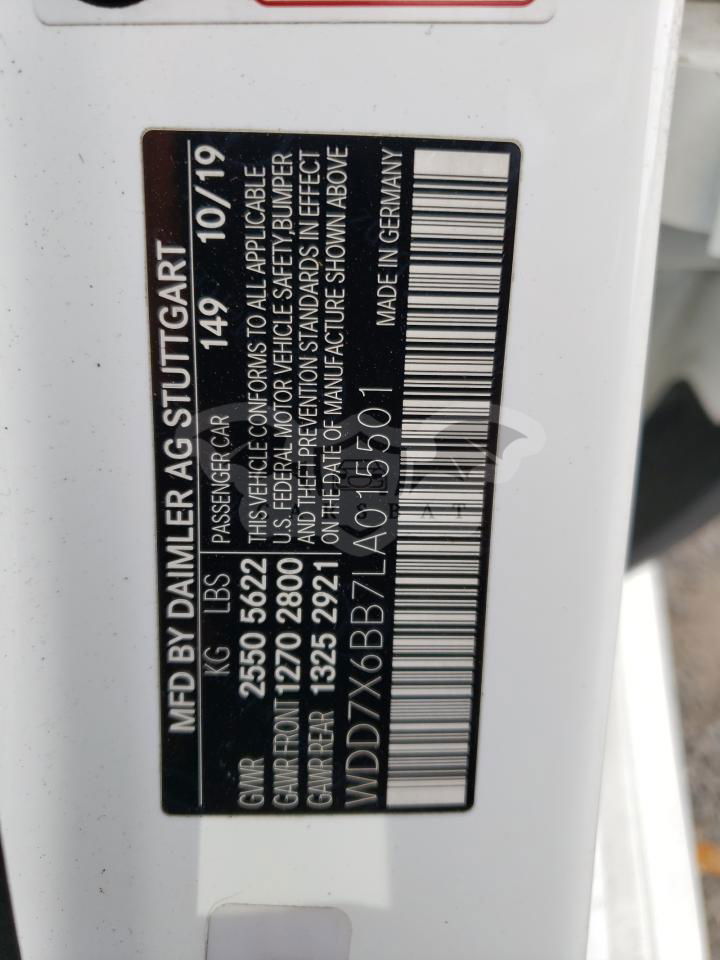 MFD BY DAIMLER AG STUTTGART
KG LBS PASSENGER CAR 149 10/19
GVWR 2550 5622
GAWR FRONT 1270 2800
GAWR REAR 1325 2921
THIS VEHICLE CONFORMS TO ALL APPLICABLE
U.S. FEDERAL MOTOR VEHICLE SAFETY,BUMPER
AND THEFT PREVENTION STANDARDS IN EFFECT
ON THE DATE OF MANUFACTURE SHOWN ABOVE
WDD7X6BB7LA015501
MADE IN GERMANY